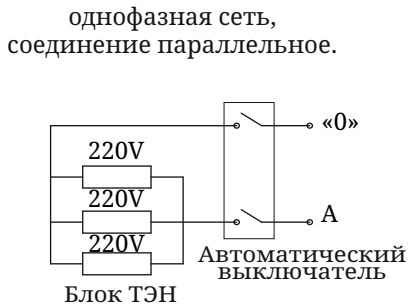 однофазная сеть,
соединение параллельное.
«0»
220V
220V
A
220V
Автоматический
выключатель
Блок ТЭН